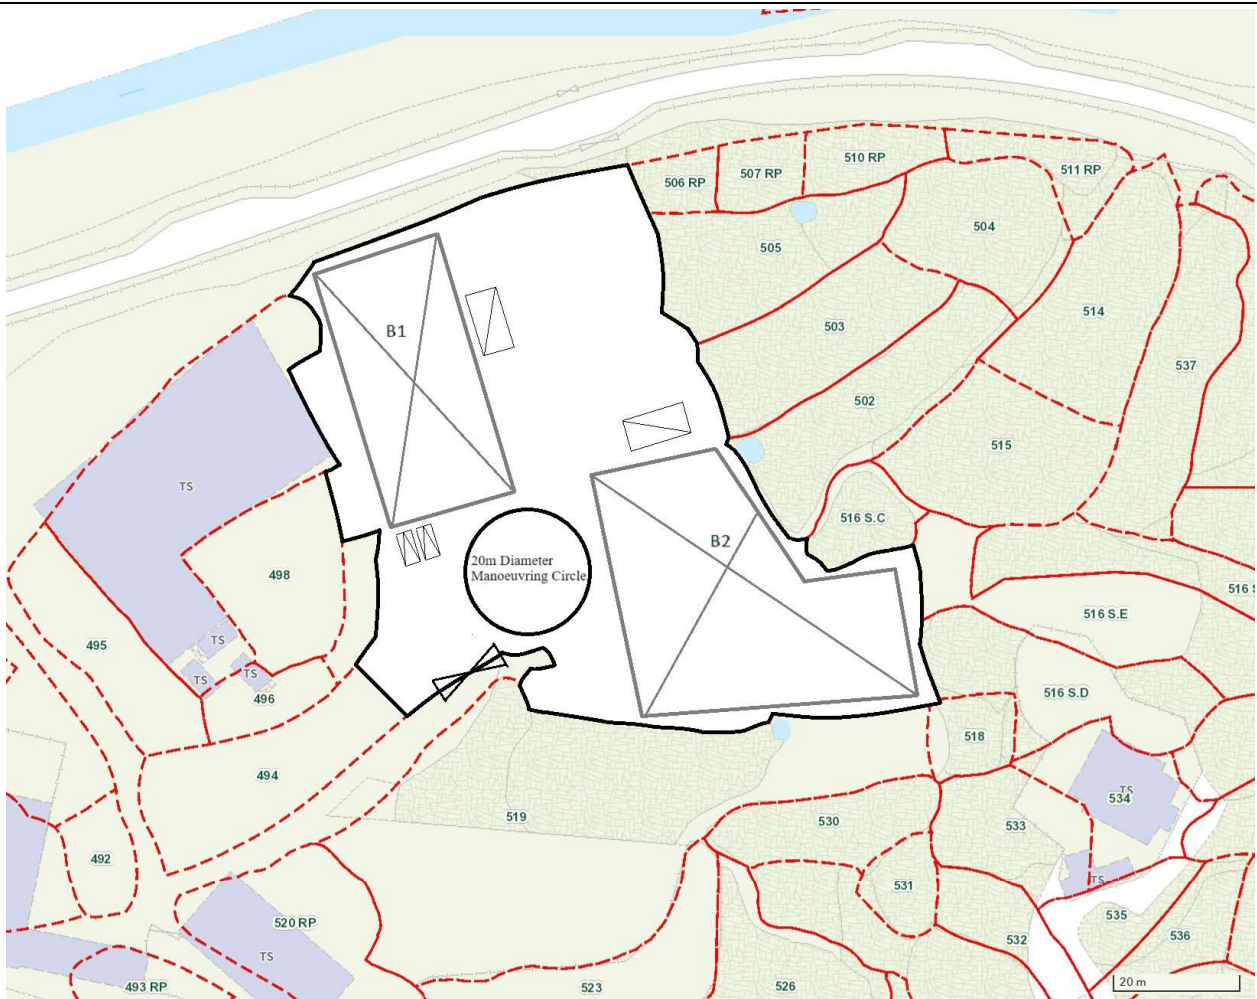 506 RP
507 RP
510 RP
511 RP
504
505
514
503
B1
537
502
515
TS
516 S.C
B2
20m Diameter
Manoeuvring Circle
498
516 S.E
516 S
TS
495
TS
TS
496
516 S.D
518
494
TS
534
519
530
533
492
531
TS
520 RP
535
536
532
TS
493 RP
523
526
20 m